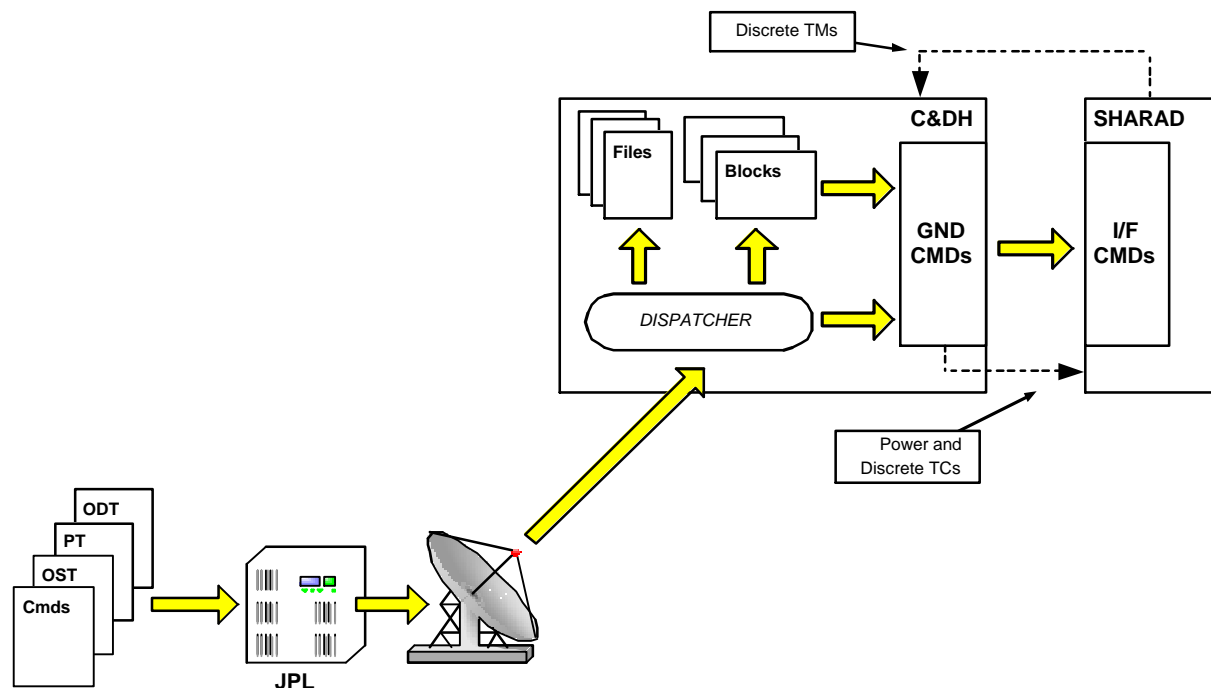 Discrete TMs
C&DH
SHARAD
Files
Blocks
GND
CMDs
I/F
CMDs
DISPATCHER
Power and
Discrete TCs
ODT
PT
OST
Cmds
JPL